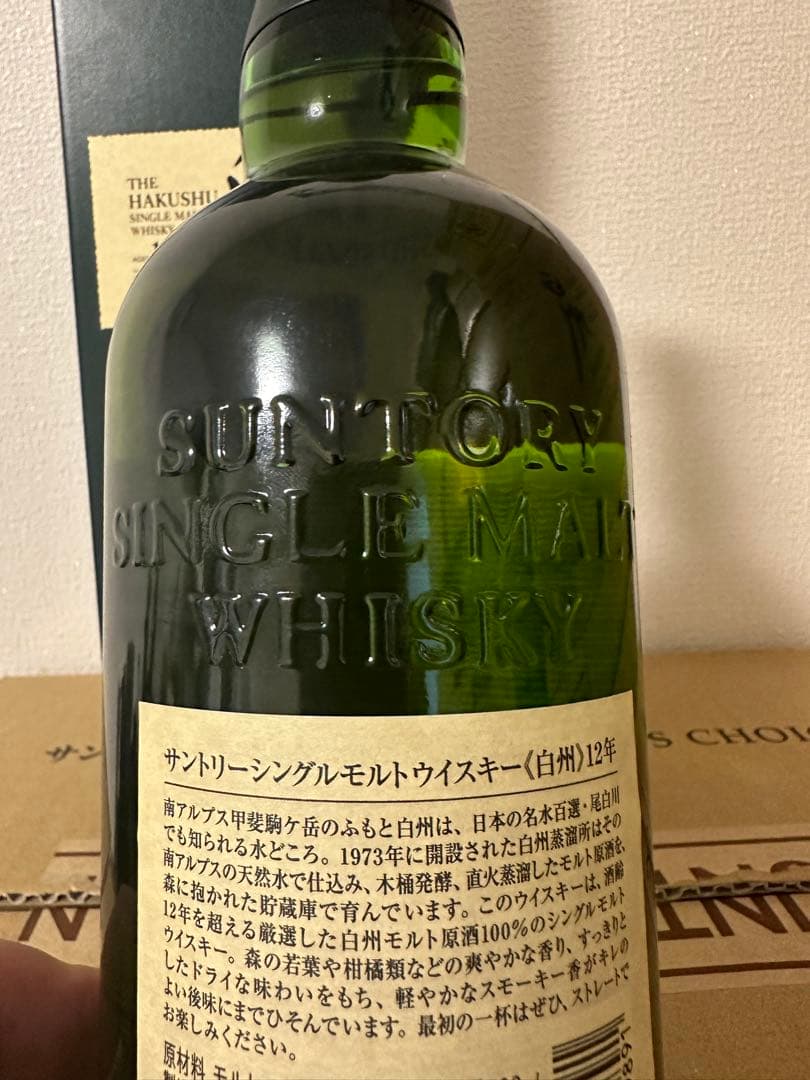 THE
HAKUSHU
SINGLE MA
WHISKY
SUNTORY
SINGLE MALT
WHISKY
S CHOIC
サン
サントリーシングルモルトウイスキー《白州》12年
南アルプス甲斐駒ケ岳のふもと白州は、日本の名水百選・尾白川
でも知られる水どころ。1973年に開設された白州蒸溜所はその
南アルプスの天然水で仕込み、木桶発酵、直火蒸溜したモルト原酒を、
森に抱かれた貯蔵庫で育んでいます。このウイスキーは、酒齢
12年を超える厳選した白州モルト原酒100%のシングルモルト
ウイスキー。森の若葉や柑橘類などの爽やかな香り、すっきりと
したドライな味わいをもち、軽やかなスモーキー香がキレの
よい後味にまでひそんでいます。最初の一杯はぜひ、ストレートで
お楽しみください。
原材料 モル
891